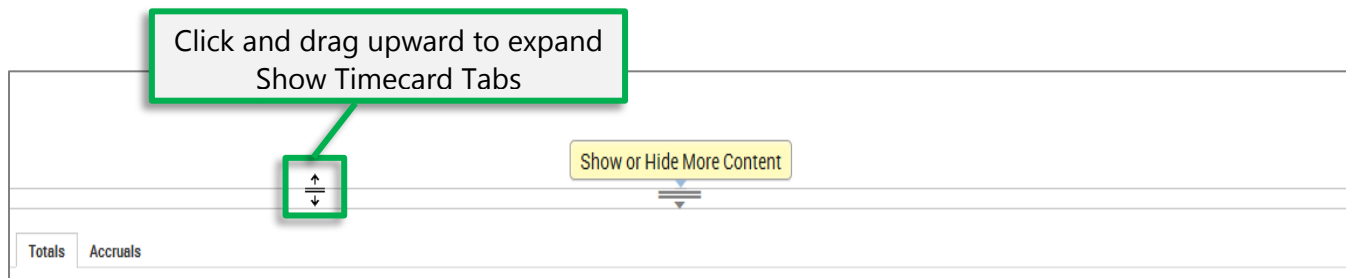 Click and drag upward to expand
Show Timecard Tabs
Show or Hide More Content
Totals Accruals